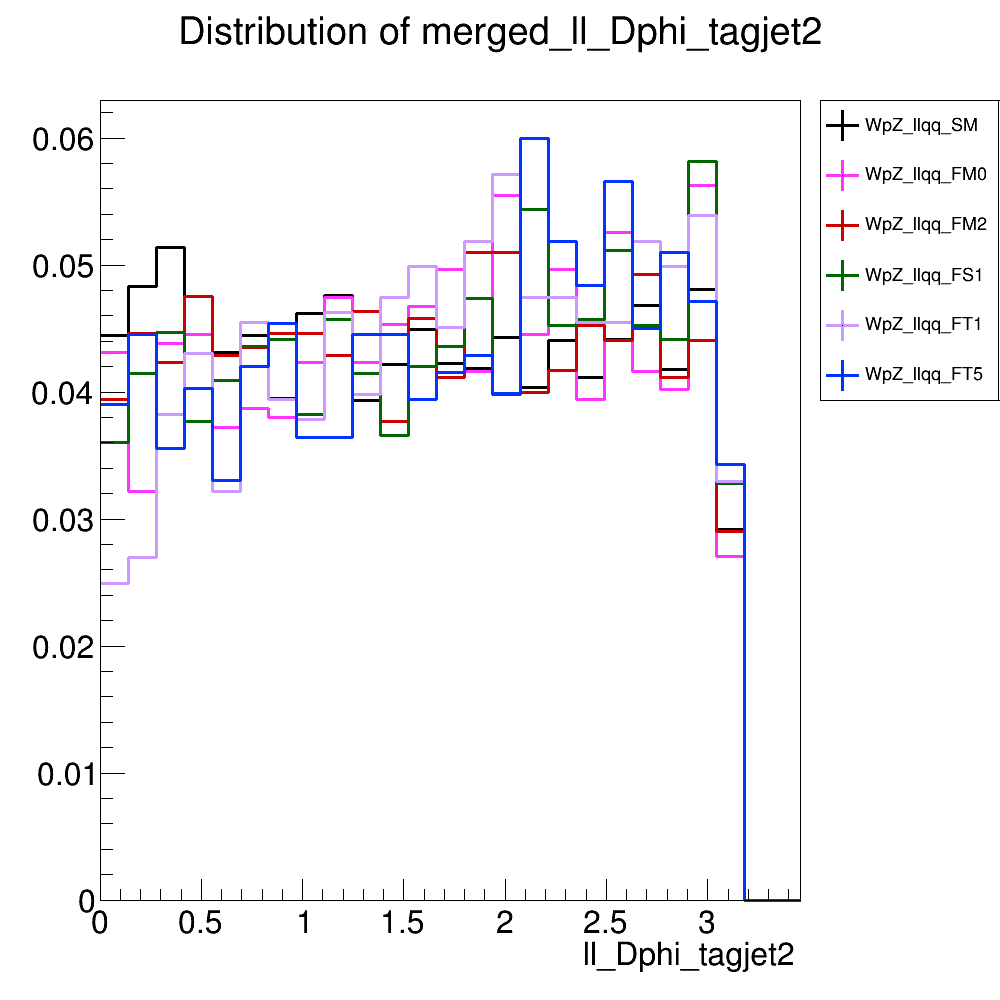 Distribution of merged_ll_Dphi_tagjet2
0.06
0.05
0.04
0.03
0.02
0.01
0
0 0.5 1 1.5 2 2.5 3
ll_Dphi_tagjet2
WpZ_llqq_SM
WpZ_llqq_FM0
WpZ_llqq_FM2
WpZ_llqq_FS1
WpZ_llqq_FT1
WpZ_llqq_FT5